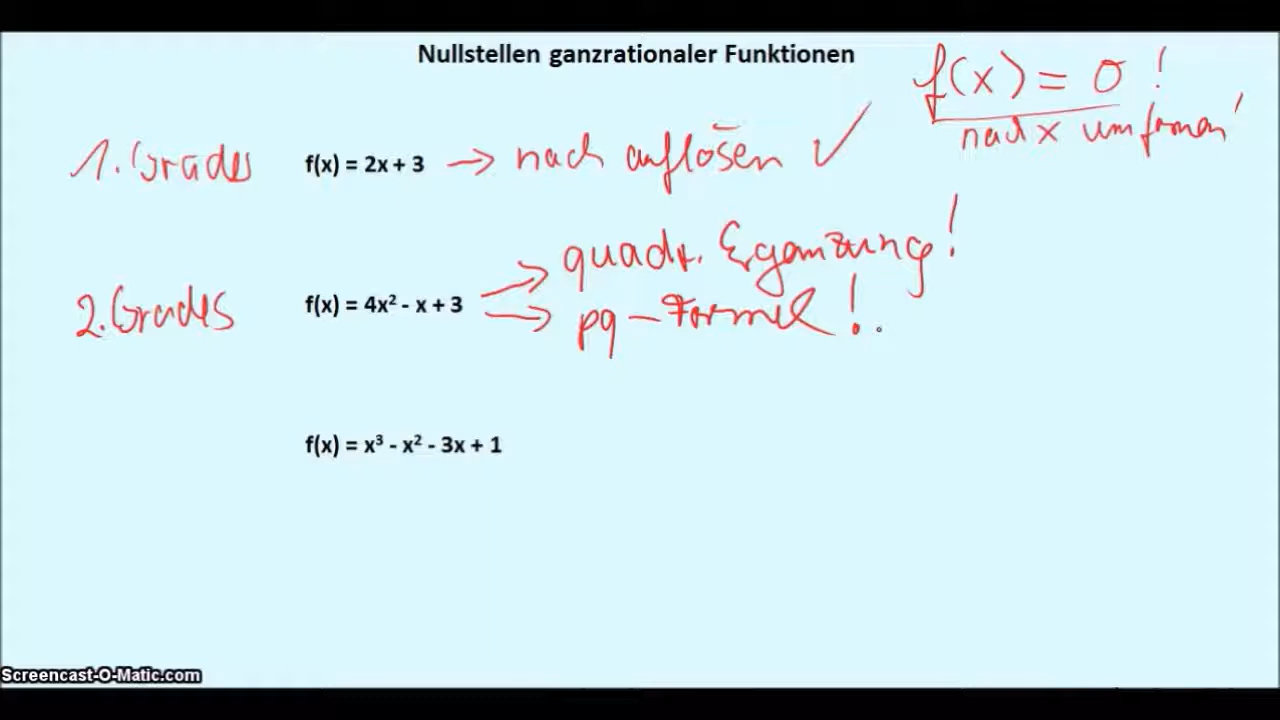 Nullstellen ganzrationaler Funktionen
f(x) = 0 !
nach x umformen !
1. Grades f(x) = 2x + 3 → nach auflösen ✓
2. Grades f(x) = 4x² - x + 3 → quadr. Ergänzung !
→ pq - Formel ! .
f(x) = x³ - x² - 3x + 1
Screencast-O-Matic.com